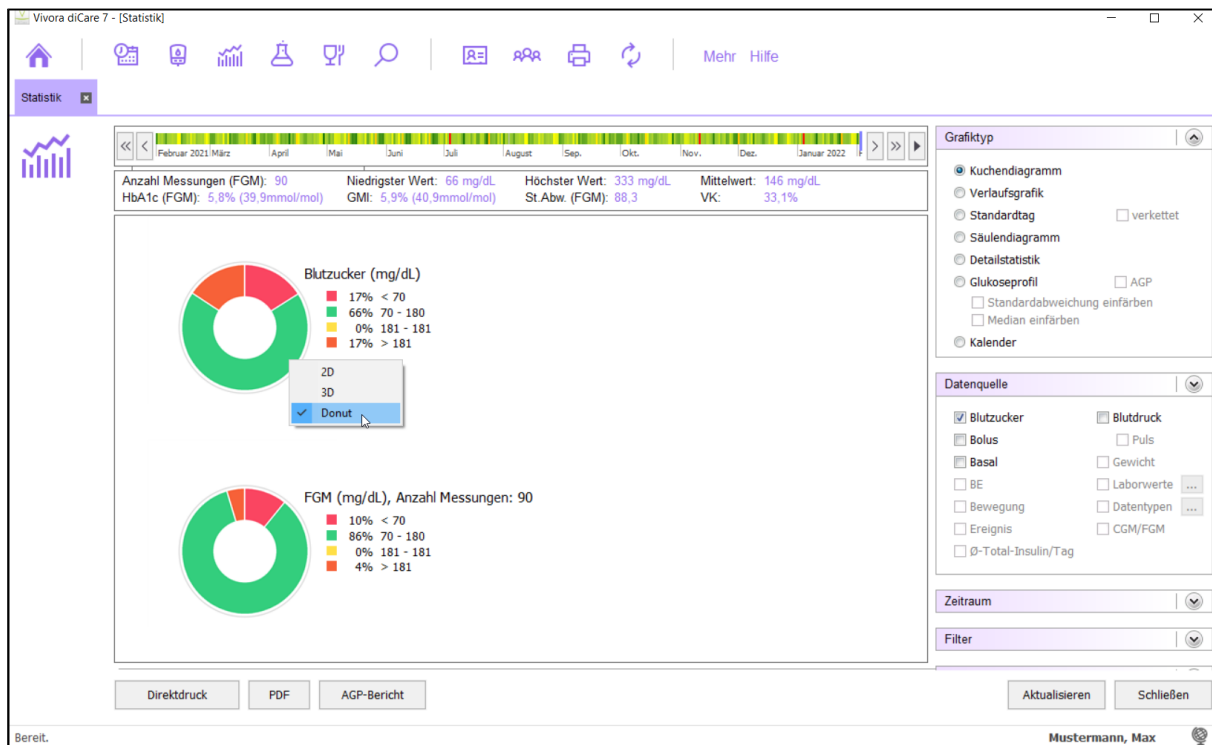 Vivora diCare 7 - [Statistik]
Mehr Hilfe
Statistik
Februar 2021 März April Mai Juni Juli August Sep. Okt. Nov. Dez. Januar 2022 F
Anzahl Messungen (FGM): 90 Niedrigster Wert: 66 mg/dL Höchster Wert: 333 mg/dL Mittelwert: 146 mg/dL
HbA1c (FGM): 5,8% (39,9mmol/mol) GMI: 5,9% (40,9mmol/mol) St.Abw. (FGM): 88,3 VK: 33,1%
Blutzucker (mg/dL)
17% < 70
66% 70 - 180
0% 181 - 181
17% > 181
2D
3D
Donut
FGM (mg/dL), Anzahl Messungen: 90
10% < 70
86% 70 - 180
0% 181 - 181
4% > 181
Grafiktyp
Kuchendiagramm
Verlaufsgrafik
Standardtag verkettet
Säulendiagramm
Detailstatistik
Glukoseprofil AGP
Standardabweichung einfärben
Median einfärben
Kalender
Datenquelle
Blutzucker Blutdruck
Bolus Puls
Basal Gewicht
BE Laborwerte ...
Bewegung Datentypen ...
Ereignis CGM/FGM
Ø-Total-Insulin/Tag
Zeitraum
Filter
Direktdruck PDF AGP-Bericht Aktualisieren Schließen
Bereit. Mustermann, Max